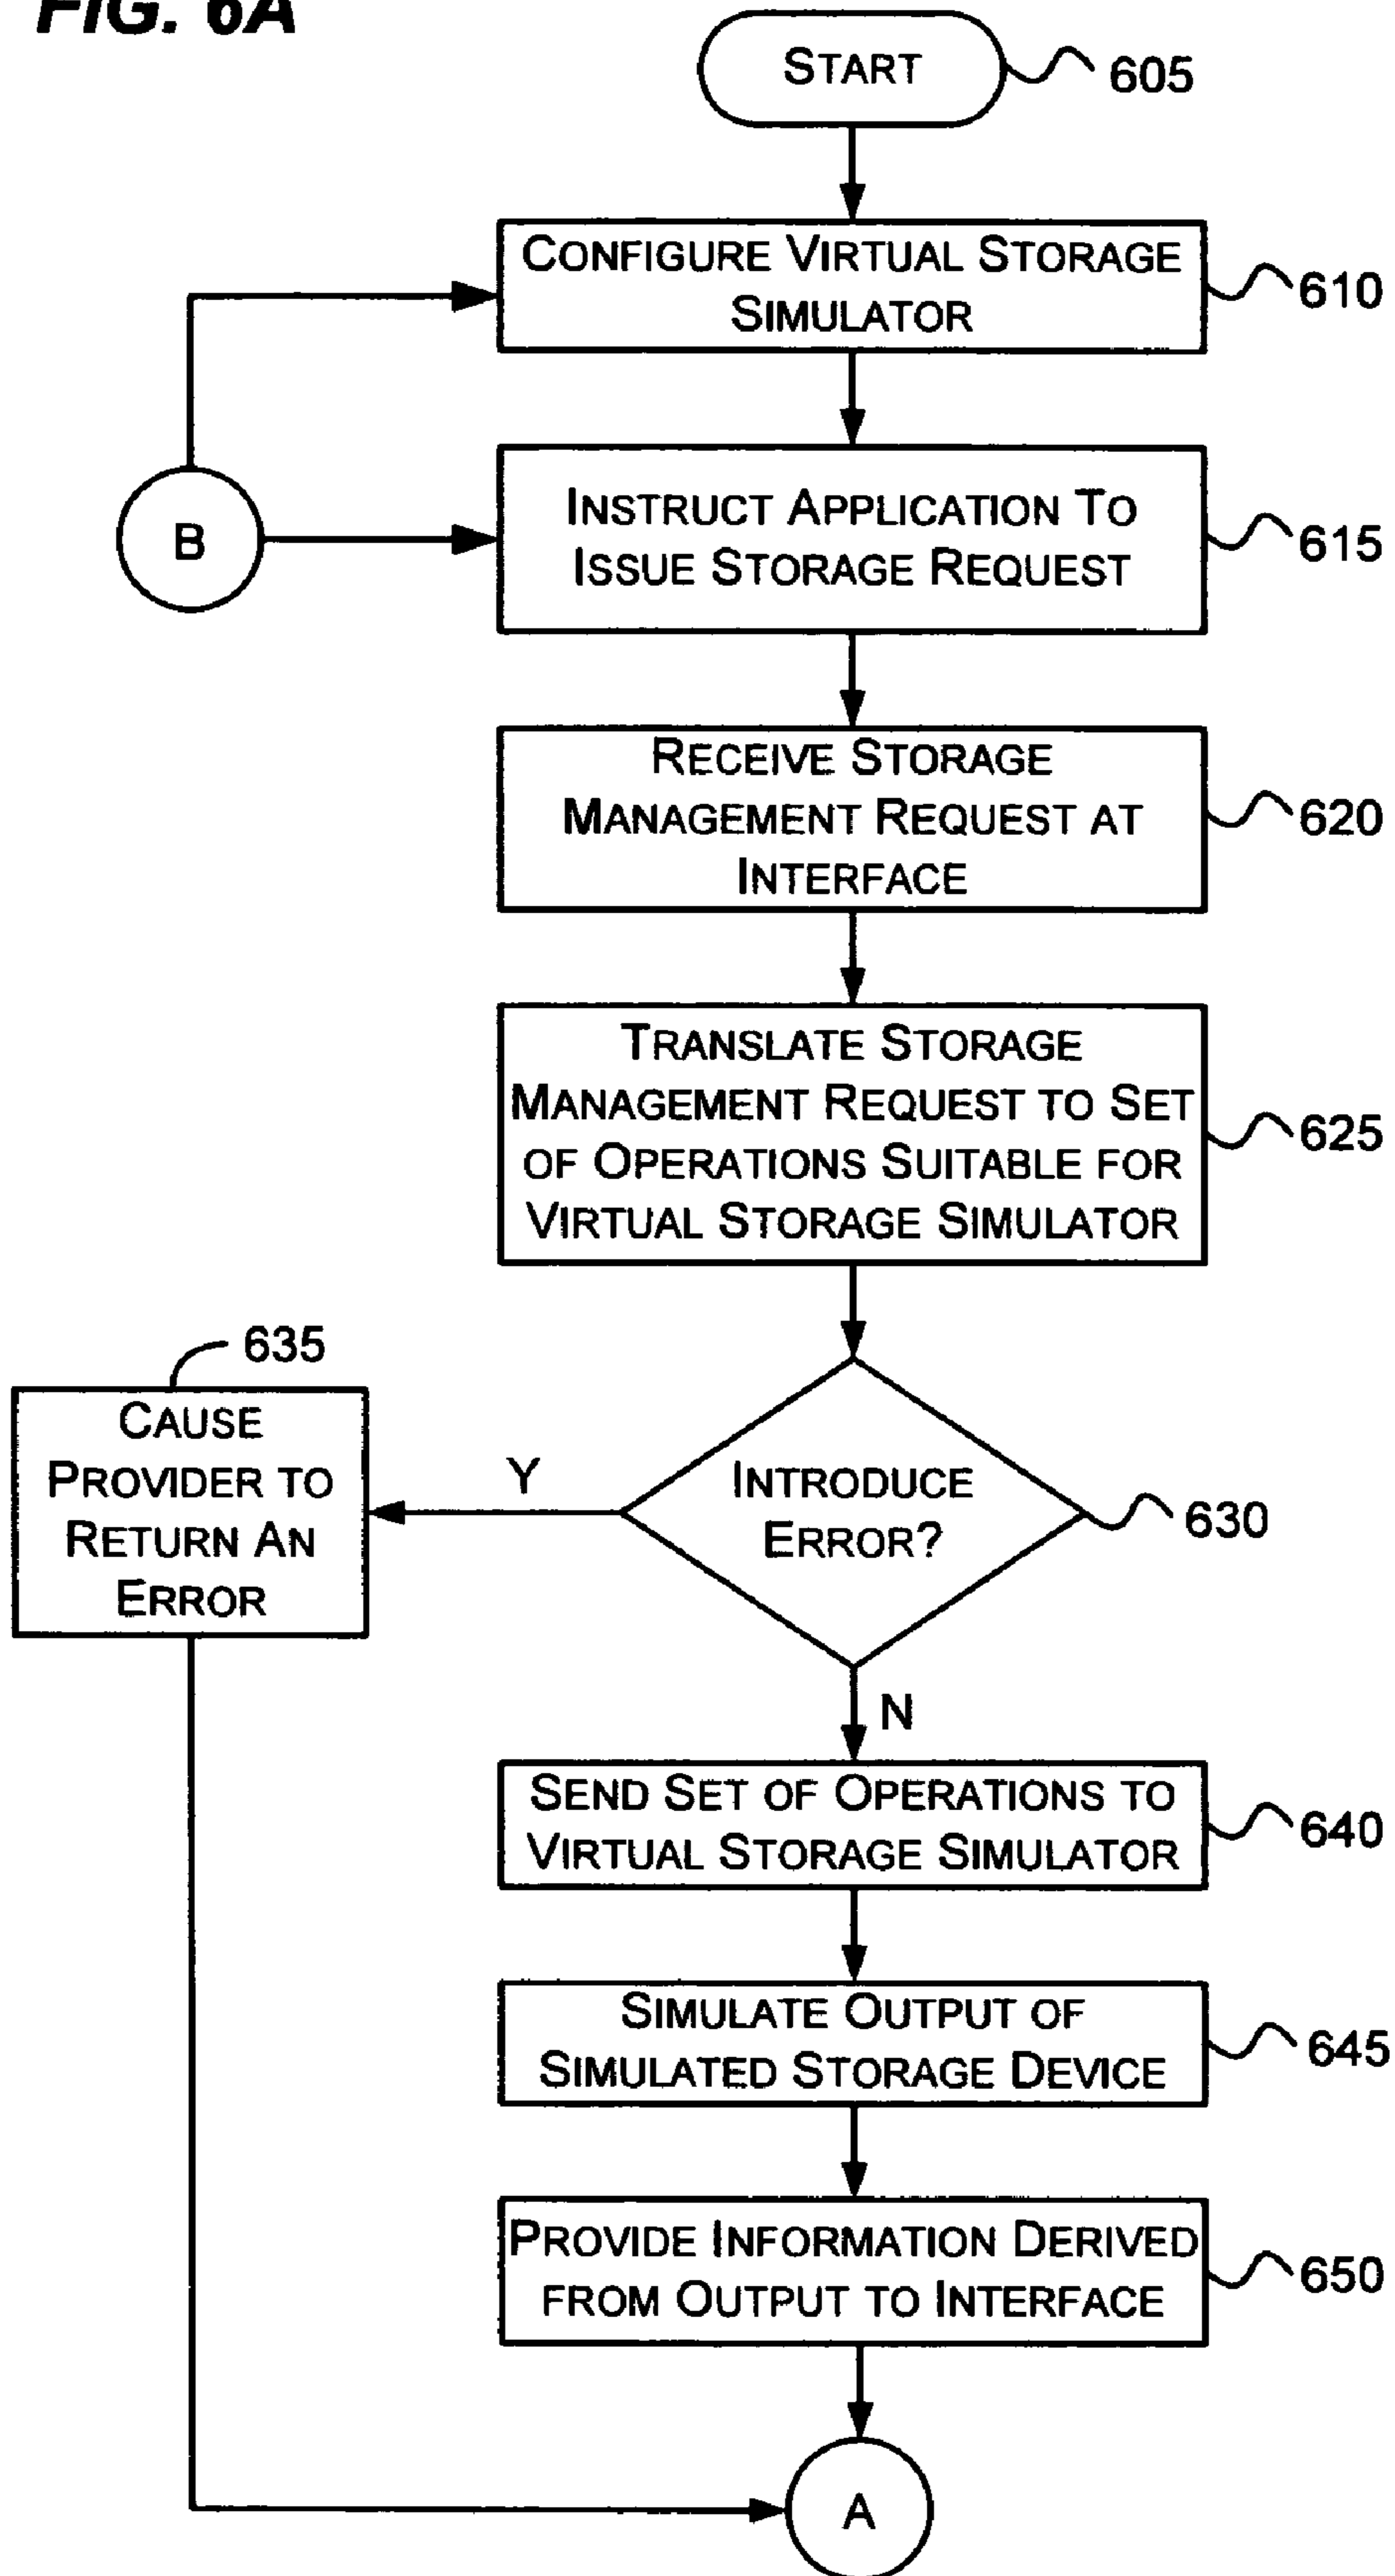 FIG. 6A
START
605
CONFIGURE VIRTUAL STORAGE
SIMULATOR
610
B
INSTRUCT APPLICATION TO
ISSUE STORAGE REQUEST
615
RECEIVE STORAGE
MANAGEMENT REQUEST AT
INTERFACE
620
TRANSLATE STORAGE
MANAGEMENT REQUEST TO SET
OF OPERATIONS SUITABLE FOR
VIRTUAL STORAGE SIMULATOR
625
635
CAUSE
PROVIDER TO
RETURN AN
ERROR
Y
INTRODUCE
ERROR?
630
N
SEND SET OF OPERATIONS TO
VIRTUAL STORAGE SIMULATOR
640
SIMULATE OUTPUT OF
SIMULATED STORAGE DEVICE
645
PROVIDE INFORMATION DERIVED
FROM OUTPUT TO INTERFACE
650
A